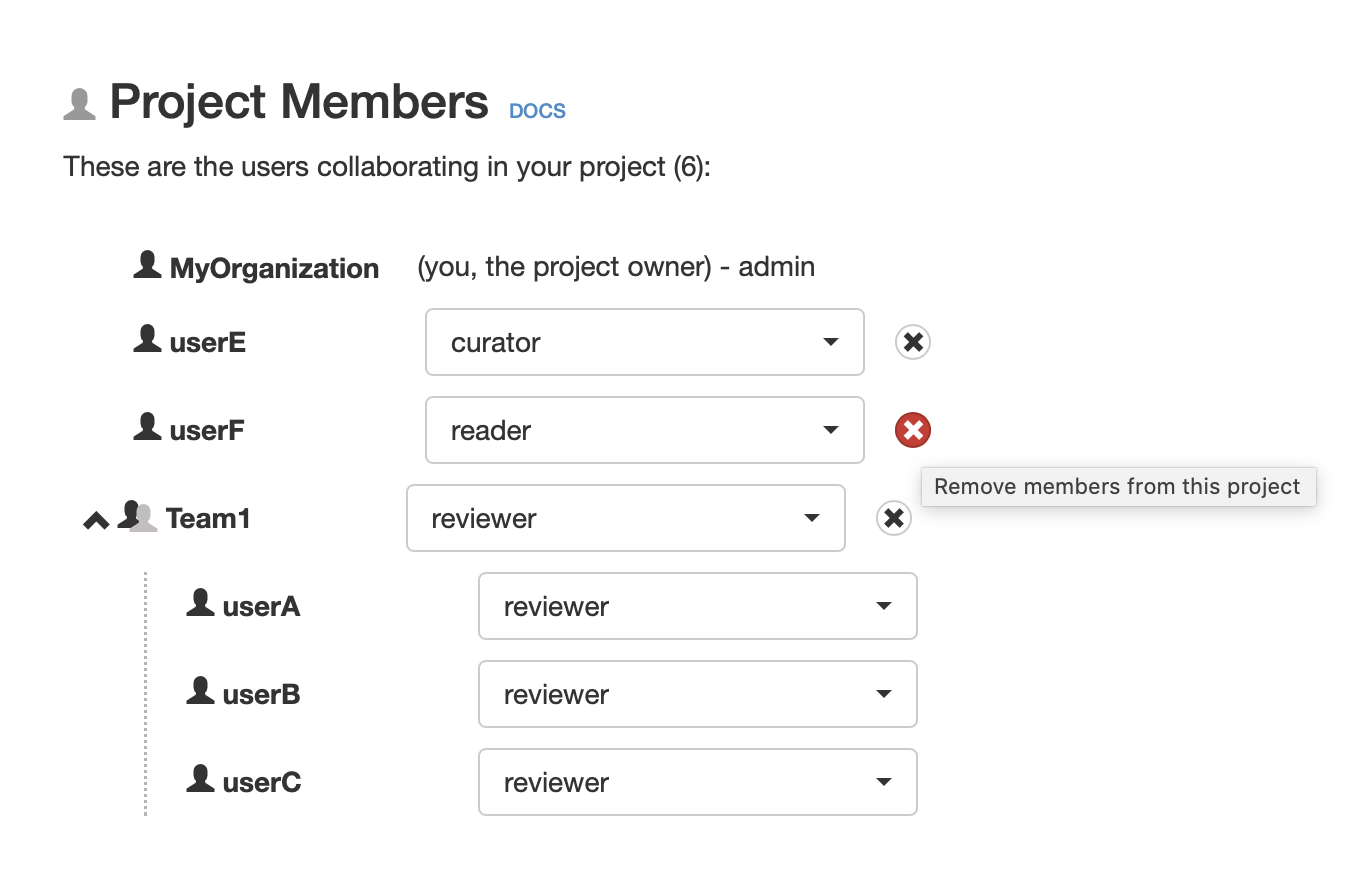 Project Members DOCS
These are the users collaborating in your project (6):
MyOrganization (you, the project owner) - admin
userE curator
userF reader
Remove members from this project
Team1 reviewer
userA reviewer
userB reviewer
userC reviewer